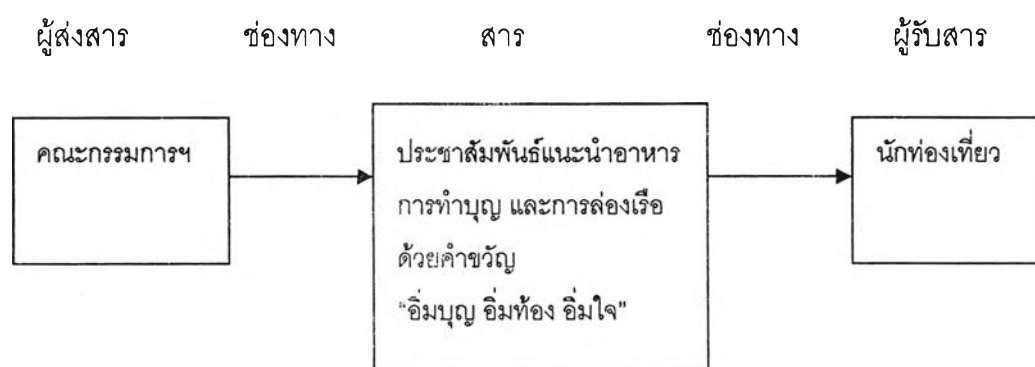 ผู้ส่งสาร ช่องทาง สาร ช่องทาง ผู้รับสาร
คณะกรรมการฯ
ประชาสัมพันธ์แนะนำอาหาร
การทำบุญ และการล่องเรือ
ด้วยคำขวัญ
“อิ่มบุญ อิ่มท้อง อิ่มใจ”
นักท่องเที่ยว